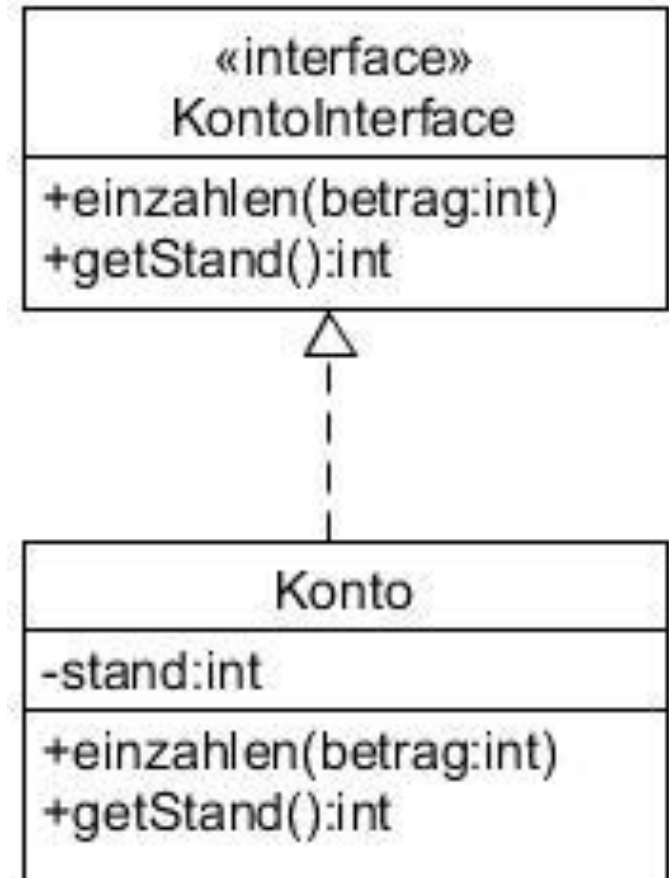 «interface»
KontoInterface
+einzahlen(betrag:int)
+getStand():int
Konto
-stand:int
+einzahlen(betrag:int)
+getStand():int